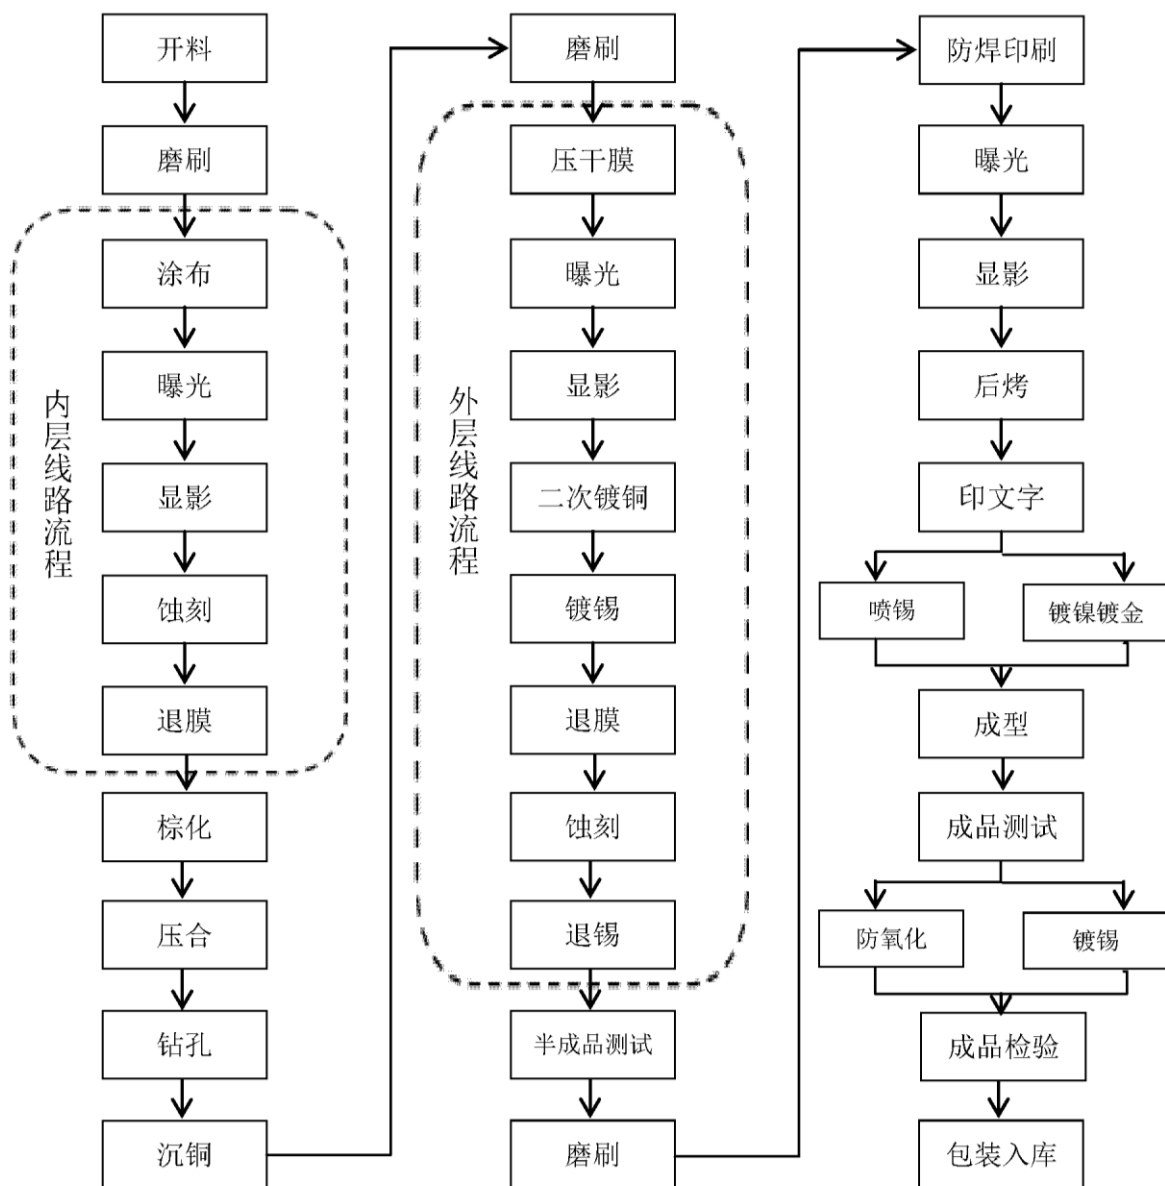 开料
磨刷
内层线路流程
涂布
曝光
显影
蚀刻
退膜
棕化
压合
钻孔
沉铜
磨刷
外层线路流程
压干膜
曝光
显影
二次镀铜
镀锡
退膜
蚀刻
退锡
半成品测试
磨刷
防焊印刷
曝光
显影
后烤
印文字
喷锡
镀镍镀金
成型
成品测试
防氧化
镀锡
成品检验
包装入库